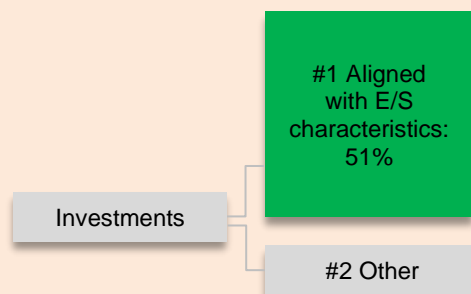 #1 Aligned
with E/S
characteristics:
51%
Investments
#2 Other